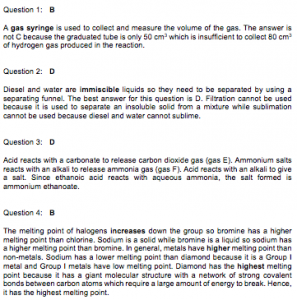 Question 1: B
A gas syringe is used to collect and measure the volume of the gas. The answer is
not C because the graduated tube is only 50 cm³ which is insufficient to collect 80 cm³
of hydrogen gas produced in the reaction.
Question 2: D
Diesel and water are immiscible liquids so they need to be separated by using a
separating funnel. The best answer for this question is D. Filtration cannot be used
because it is used to separate an insoluble solid from a mixture while sublimation
cannot be used because diesel and water cannot sublime.
Question 3: D
Acid reacts with a carbonate to release carbon dioxide gas (gas E). Ammonium salts
reacts with an alkali to release ammonia gas (gas F). Acid reacts with an alkali to give
a salt. Since ethanoic acid reacts with aqueous ammonia, the salt formed is
ammonium ethanoate.
Question 4: B
The melting point of halogens increases down the group so bromine has a higher
melting point than chlorine. Sodium is a solid while bromine is a liquid so sodium has
a higher melting point than bromine. In general, metals have higher melting point than
non-metals. Sodium has a lower melting point than diamond because it is a Group I
metal and Group I metals have low melting point. Diamond has the highest melting
point because it has a giant molecular structure with a network of strong covalent
bonds between carbon atoms which require a large amount of energy to break. Hence,
it has the highest melting point.